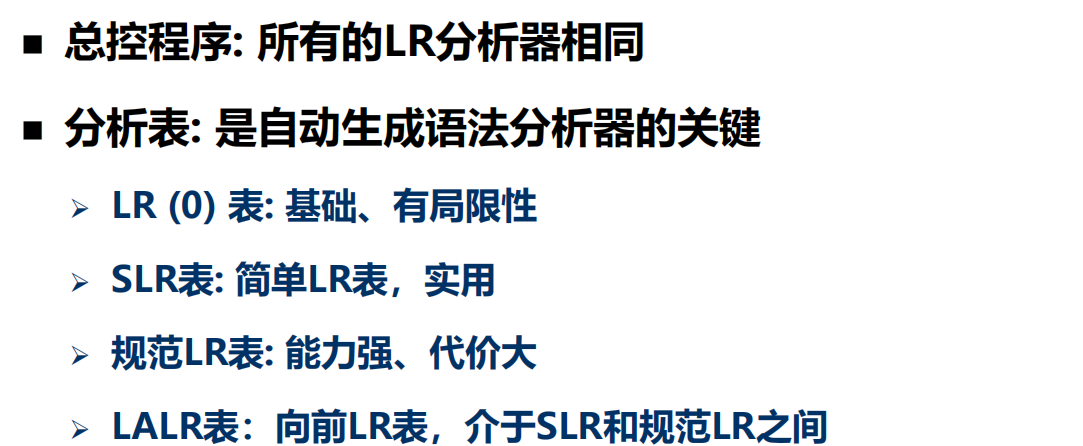 ■ 总控程序: 所有的LR分析器相同
■ 分析表: 是自动生成语法分析器的关键
➢ LR (0) 表: 基础、有局限性
➢ SLR表: 简单LR表，实用
➢ 规范LR表: 能力强、代价大
➢ LALR表：向前LR表，介于SLR和规范LR之间